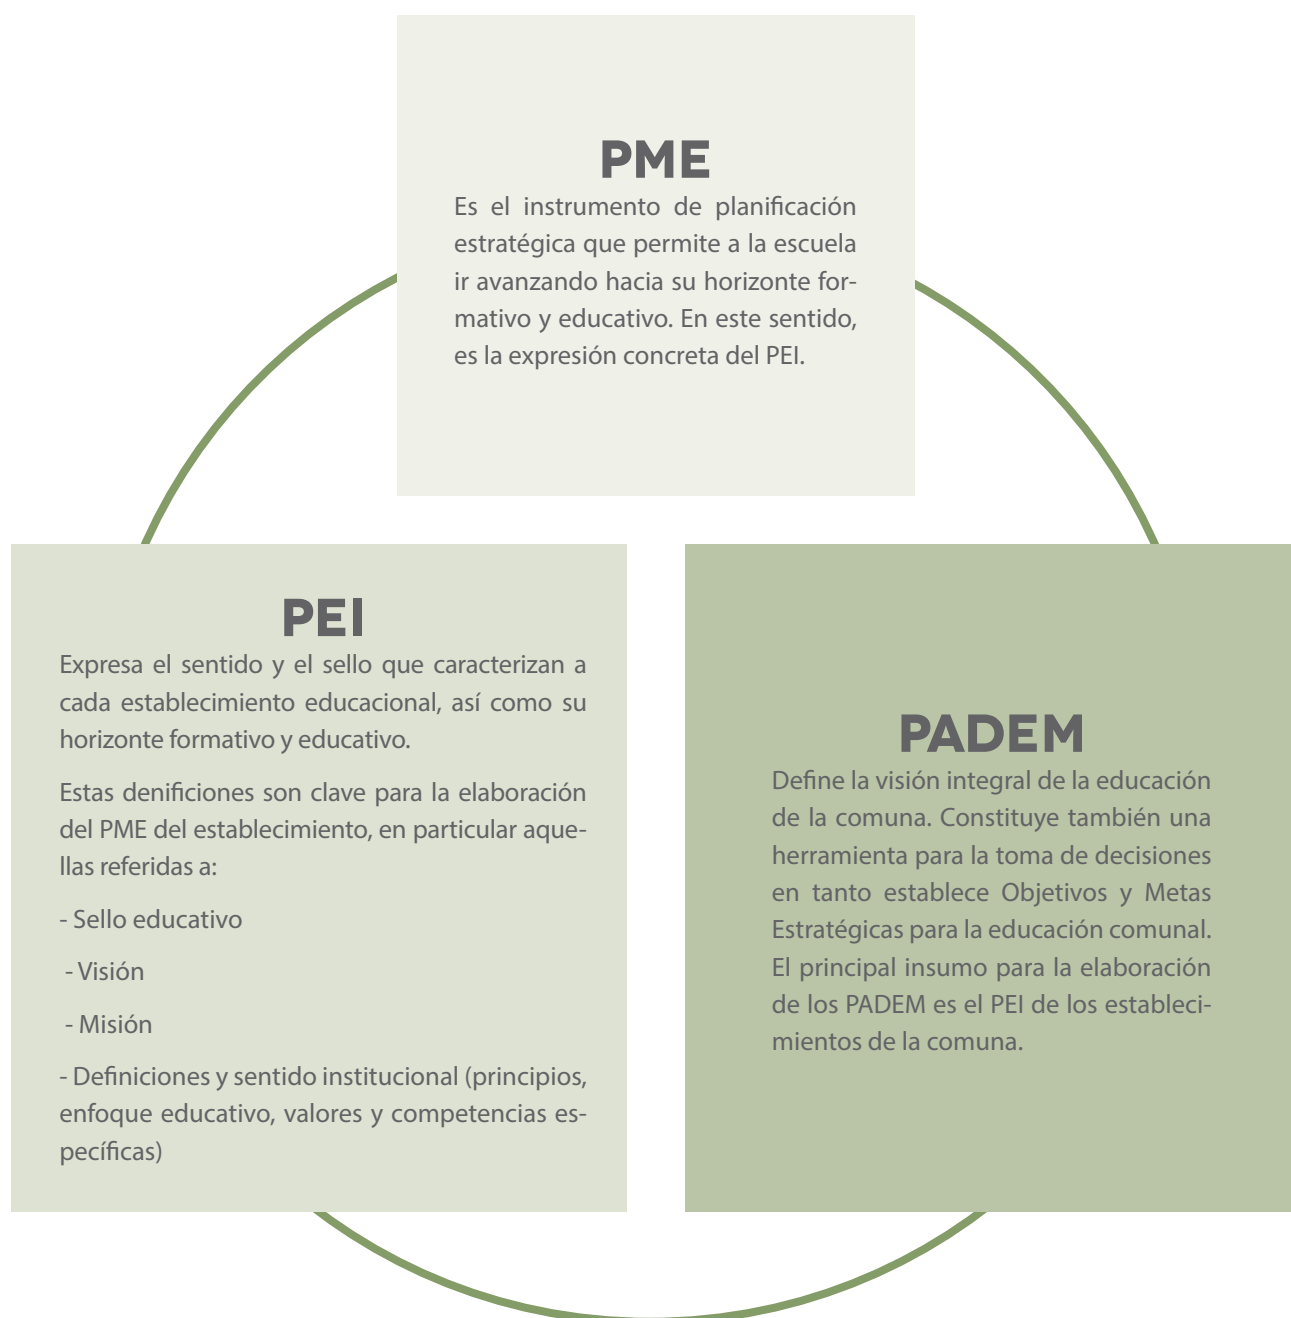 PME
Es el instrumento de planificación
estratégica que permite a la escuela
ir avanzando hacia su horizonte for-
mativo y educativo. En este sentido,
es la expresión concreta del PEI.
PEI
Expresa el sentido y el sello que caracterizan a
cada establecimiento educacional, así como su
horizonte formativo y educativo.
Estas denificiones son clave para la elaboración
del PME del establecimiento, en particular aque-
llas referidas a:
- Sello educativo
- Visión
- Misión
- Definiciones y sentido institucional (principios,
enfoque educativo, valores y competencias es-
pecíficas)
PADEM
Define la visión integral de la educación
de la comuna. Constituye también una
herramienta para la toma de decisiones
en tanto establece Objetivos y Metas
Estratégicas para la educación comunal.
El principal insumo para la elaboración
de los PADEM es el PEI de los estableci-
mientos de la comuna.